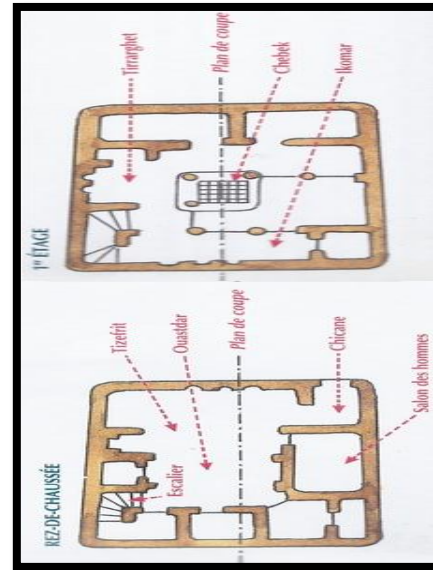 REZ-DE-CHAUSSÉE
Tizefrit
Escalier
Ouastdar
Plan de coupe
Chicane
Salon des hommes
1er ÉTAGE
Tirrarghet
Plan de coupe
Chebek
Ikomar